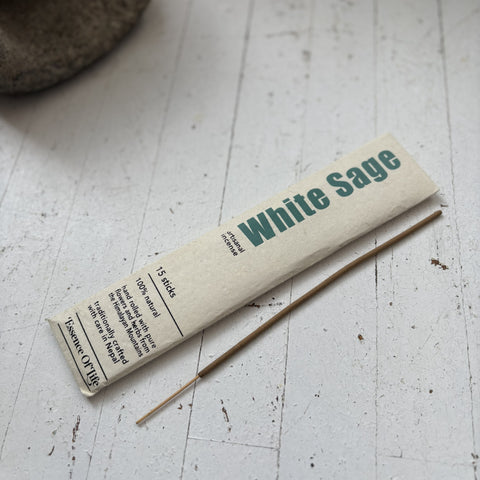 White Sage
artisanal
incense
15 sticks
100% natural
hand rolled with pure
flowers and herbs from
the Himalayan Mountains
traditionally crafted
with care in Nepal
Essence Of Life